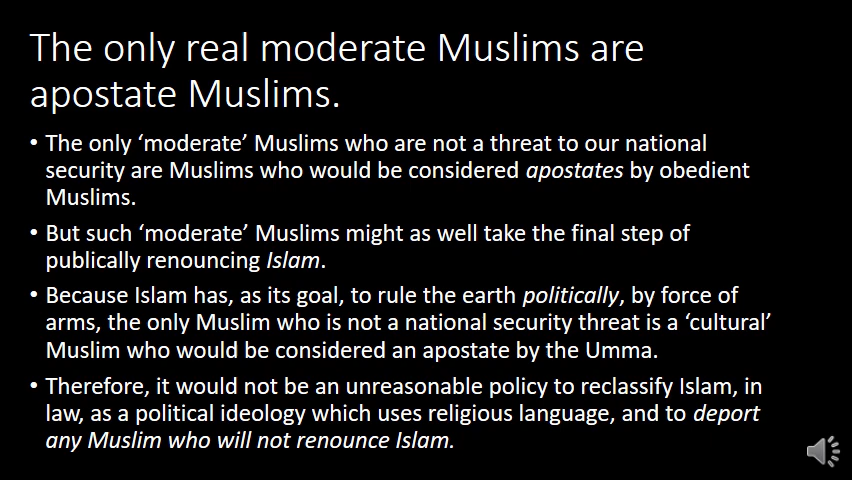 The only real moderate Muslims are
apostate Muslims.
• The only ‘moderate’ Muslims who are not a threat to our national
security are Muslims who would be considered apostates by obedient
Muslims.
• But such ‘moderate’ Muslims might as well take the final step of
publically renouncing Islam.
• Because Islam has, as its goal, to rule the earth politically, by force of
arms, the only Muslim who is not a national security threat is a ‘cultural’
Muslim who would be considered an apostate by the Umma.
• Therefore, it would not be an unreasonable policy to reclassify Islam, in
law, as a political ideology which uses religious language, and to deport
any Muslim who will not renounce Islam.